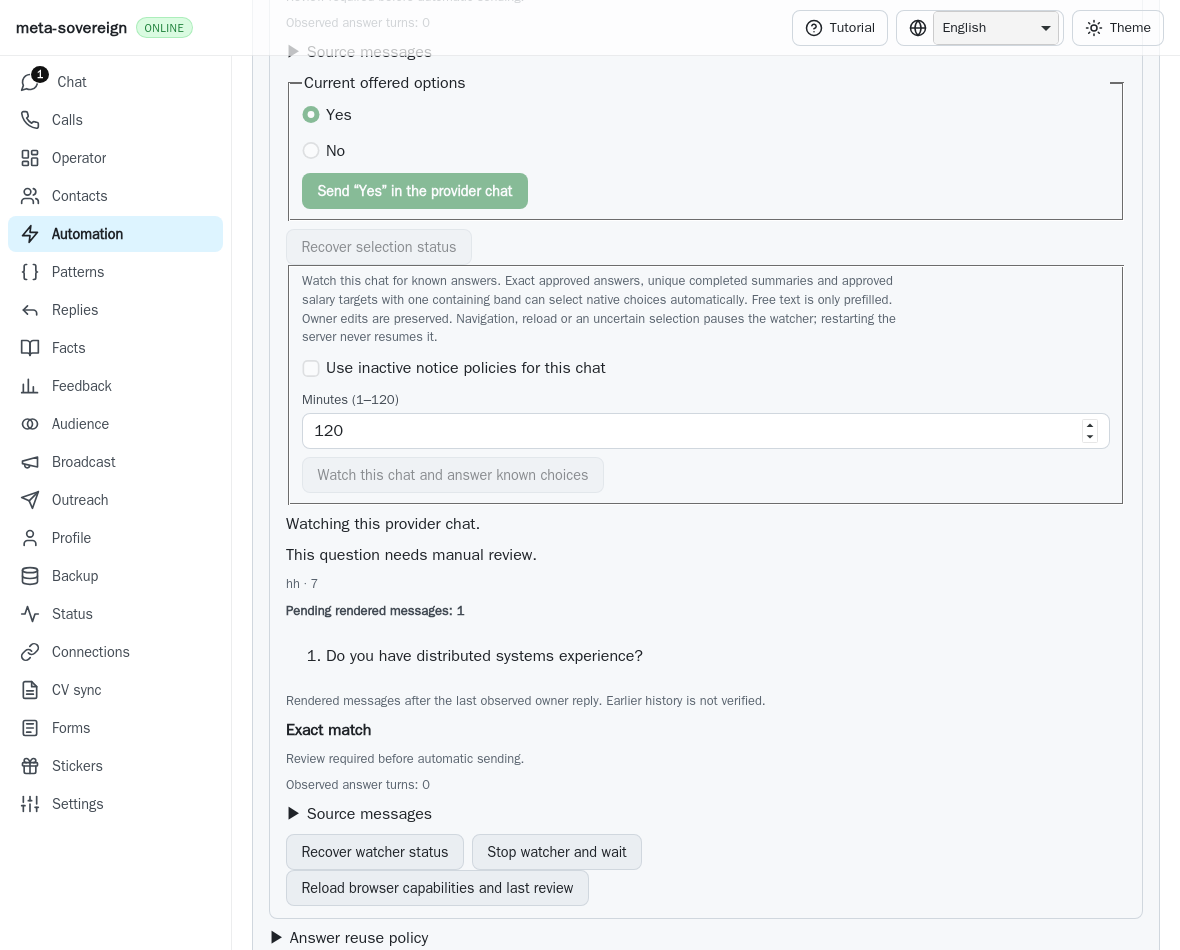 meta-sovereign
ONLINE
Tutorial
English
Theme
Observed answer turns: 0
Source messages
1
Chat
Calls
Operator
Contacts
Automation
Patterns
Replies
Facts
Feedback
Audience
Broadcast
Outreach
Profile
Backup
Status
Connections
CV sync
Forms
Stickers
Settings
Current offered options
Yes
No
Send “Yes” in the provider chat
Recover selection status
Watch this chat for known answers. Exact approved answers, unique completed summaries and approved
salary targets with one containing band can select native choices automatically. Free text is only prefilled.
Owner edits are preserved. Navigation, reload or an uncertain selection pauses the watcher; restarting the
server never resumes it.
Use inactive notice policies for this chat
Minutes (1–120)
120
Watch this chat and answer known choices
Watching this provider chat.
This question needs manual review.
hh · 7
Pending rendered messages: 1
1. Do you have distributed systems experience?
Rendered messages after the last observed owner reply. Earlier history is not verified.
Exact match
Review required before automatic sending.
Observed answer turns: 0
Source messages
Recover watcher status
Stop watcher and wait
Reload browser capabilities and last review
Answer reuse policy